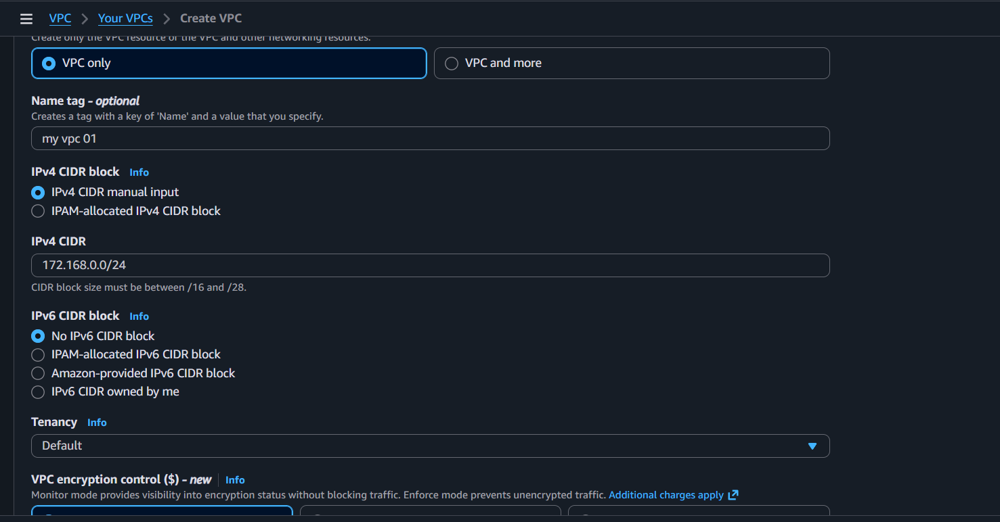 VPC > Your VPCs > Create VPC
Create only the VPC resource or the VPC and other networking resources.
VPC only
VPC and more
Name tag - optional
Creates a tag with a key of 'Name' and a value that you specify.
my vpc 01
IPv4 CIDR block Info
IPv4 CIDR manual input
IPAM-allocated IPv4 CIDR block
IPv4 CIDR
172.168.0.0/24
CIDR block size must be between /16 and /28.
IPv6 CIDR block Info
No IPv6 CIDR block
IPAM-allocated IPv6 CIDR block
Amazon-provided IPv6 CIDR block
IPv6 CIDR owned by me
Tenancy Info
Default
VPC encryption control ($) - new Info
Monitor mode provides visibility into encryption status without blocking traffic. Enforce mode prevents unencrypted traffic. Additional charges apply